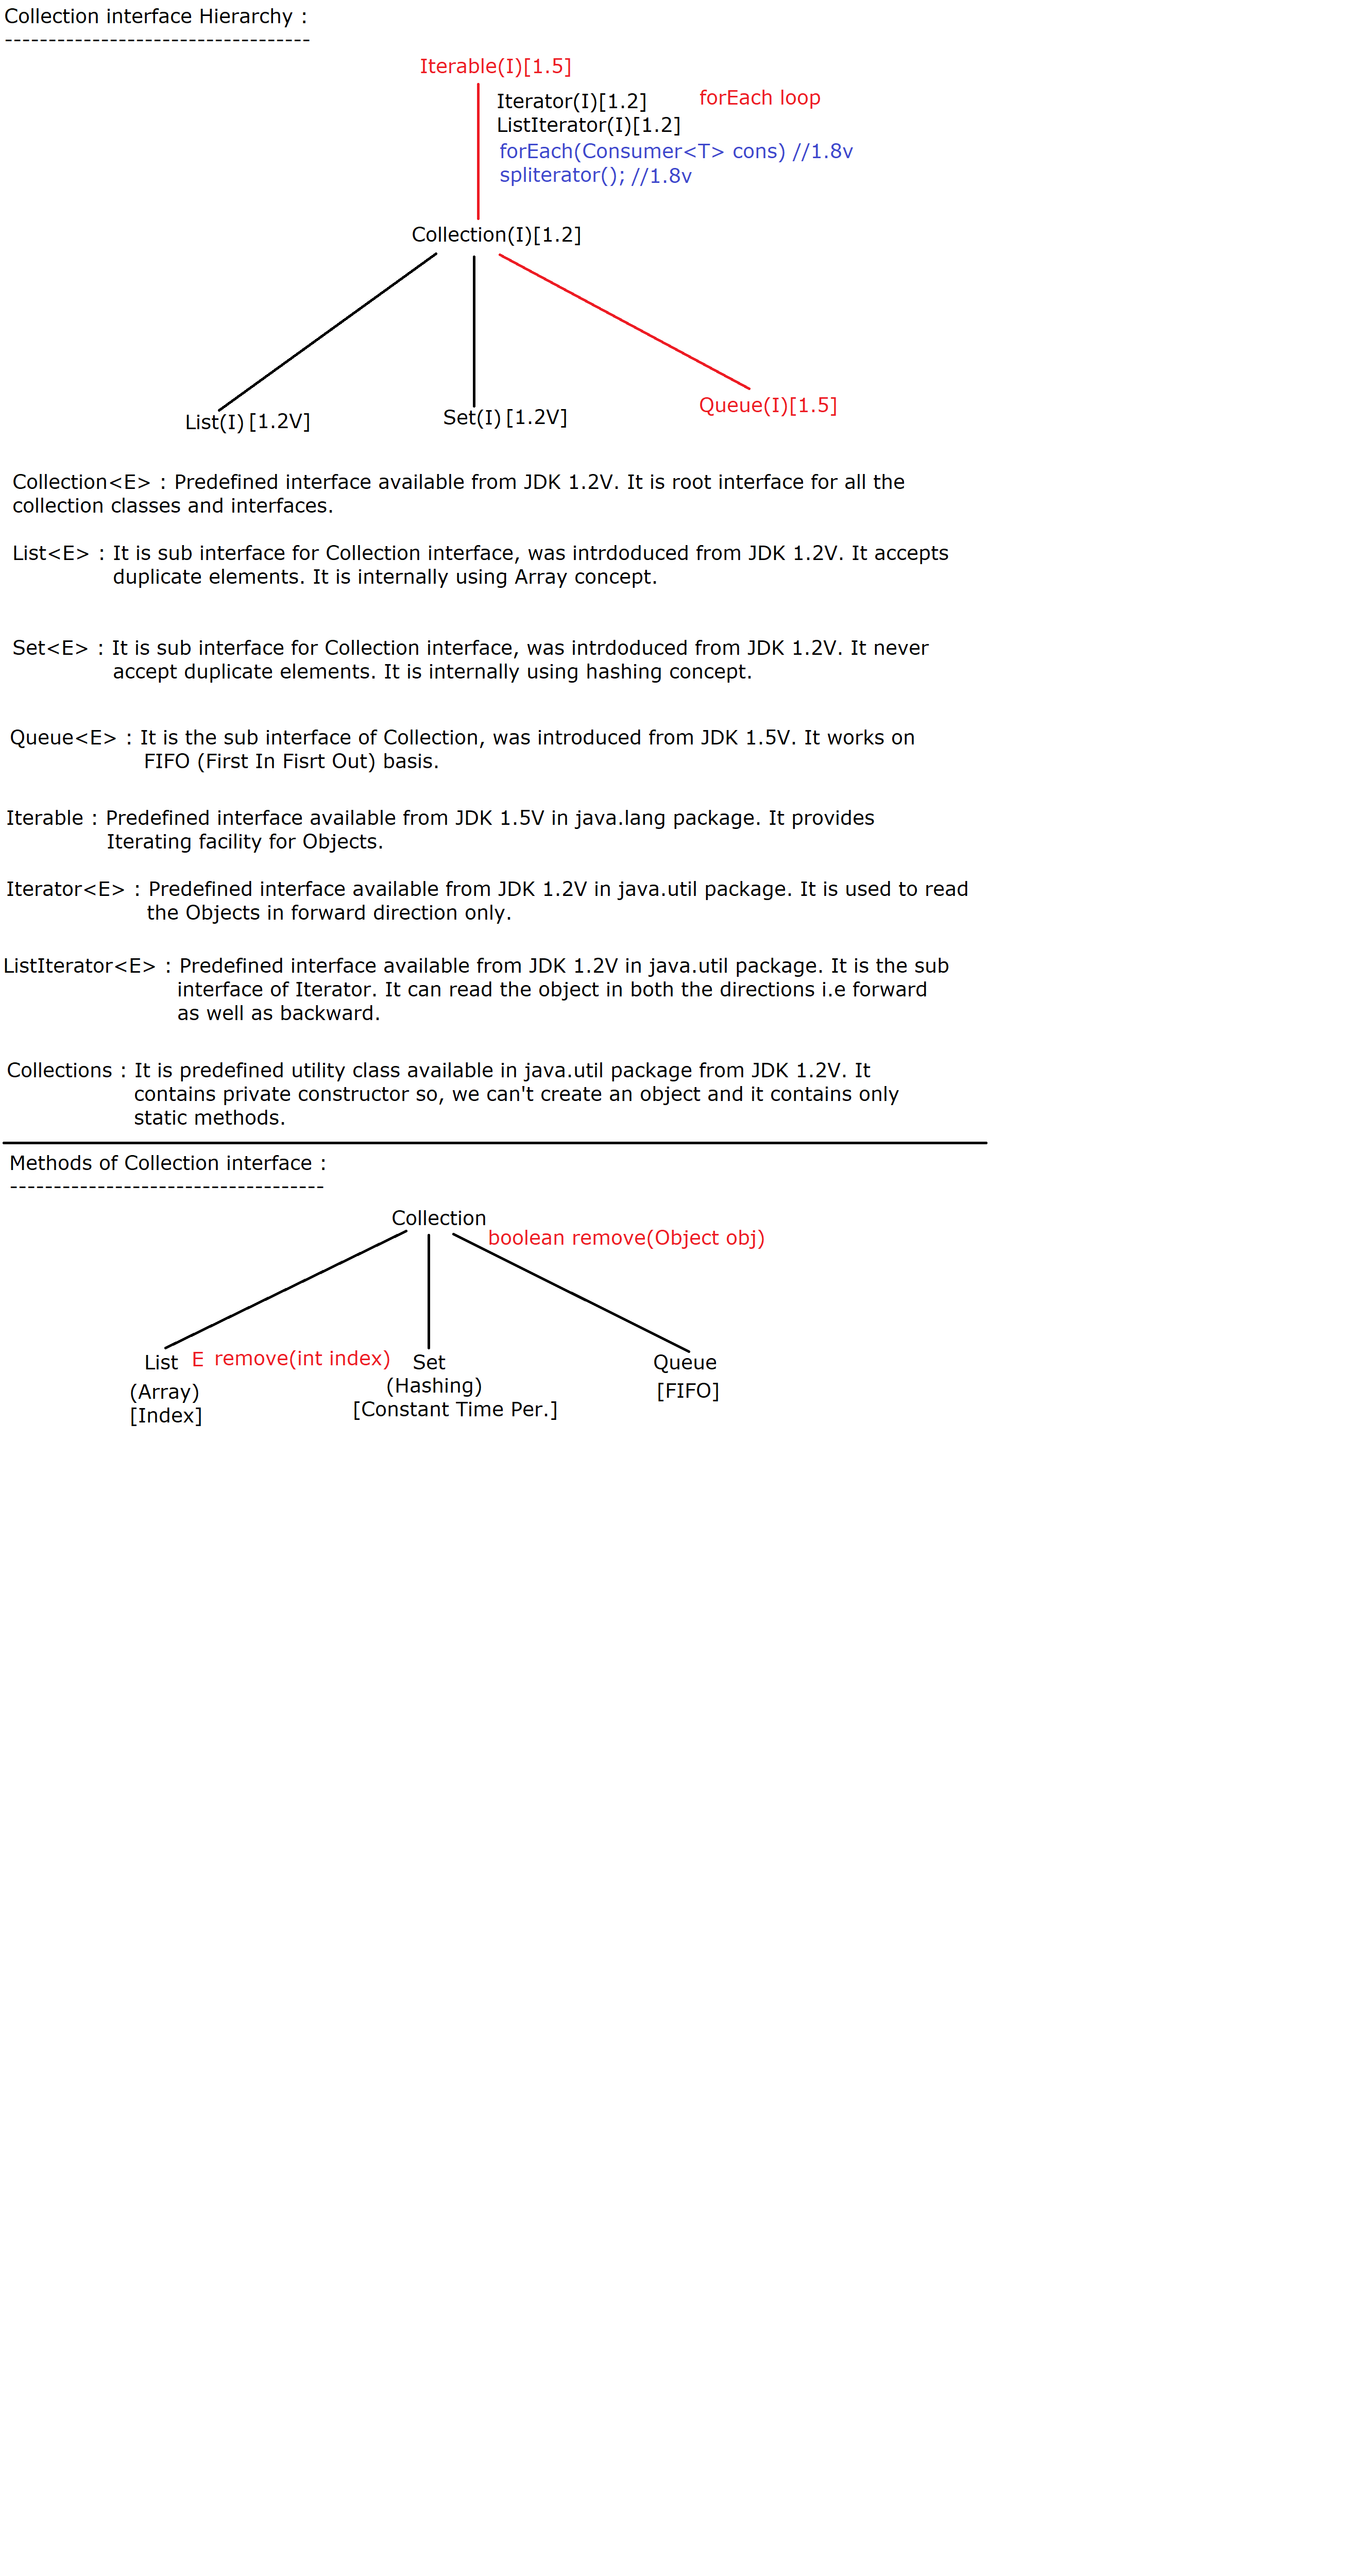 Collection interface Hierarchy :
-----------------------------------
Iterable(I)[1.5]
Iterator(I)[1.2] forEach loop
ListIterator(I)[1.2]
forEach(Consumer<T> cons) //1.8v
spliterator(); //1.8v
Collection(I)[1.2]
List(I) [1.2V] Set(I) [1.2V] Queue(I)[1.5]
Collection<E> : Predefined interface available from JDK 1.2V. It is root interface for all the
collection classes and interfaces.
List<E> : It is sub interface for Collection interface, was intrdoduced from JDK 1.2V. It accepts
duplicate elements. It is internally using Array concept.
Set<E> : It is sub interface for Collection interface, was intrdoduced from JDK 1.2V. It never
accept duplicate elements. It is internally using hashing concept.
Queue<E> : It is the sub interface of Collection, was introduced from JDK 1.5V. It works on
FIFO (First In Fisrt Out) basis.
Iterable : Predefined interface available from JDK 1.5V in java.lang package. It provides
Iterating facility for Objects.
Iterator<E> : Predefined interface available from JDK 1.2V in java.util package. It is used to read
the Objects in forward direction only.
ListIterator<E> : Predefined interface available from JDK 1.2V in java.util package. It is the sub
interface of Iterator. It can read the object in both the directions i.e forward
as well as backward.
Collections : It is predefined utility class available in java.util package from JDK 1.2V. It
contains private constructor so, we can't create an object and it contains only
static methods.
Methods of Collection interface :
------------------------------------
Collection
boolean remove(Object obj)
List E remove(int index) Set Queue
(Array) (Hashing) [FIFO]
[Index] [Constant Time Per.]